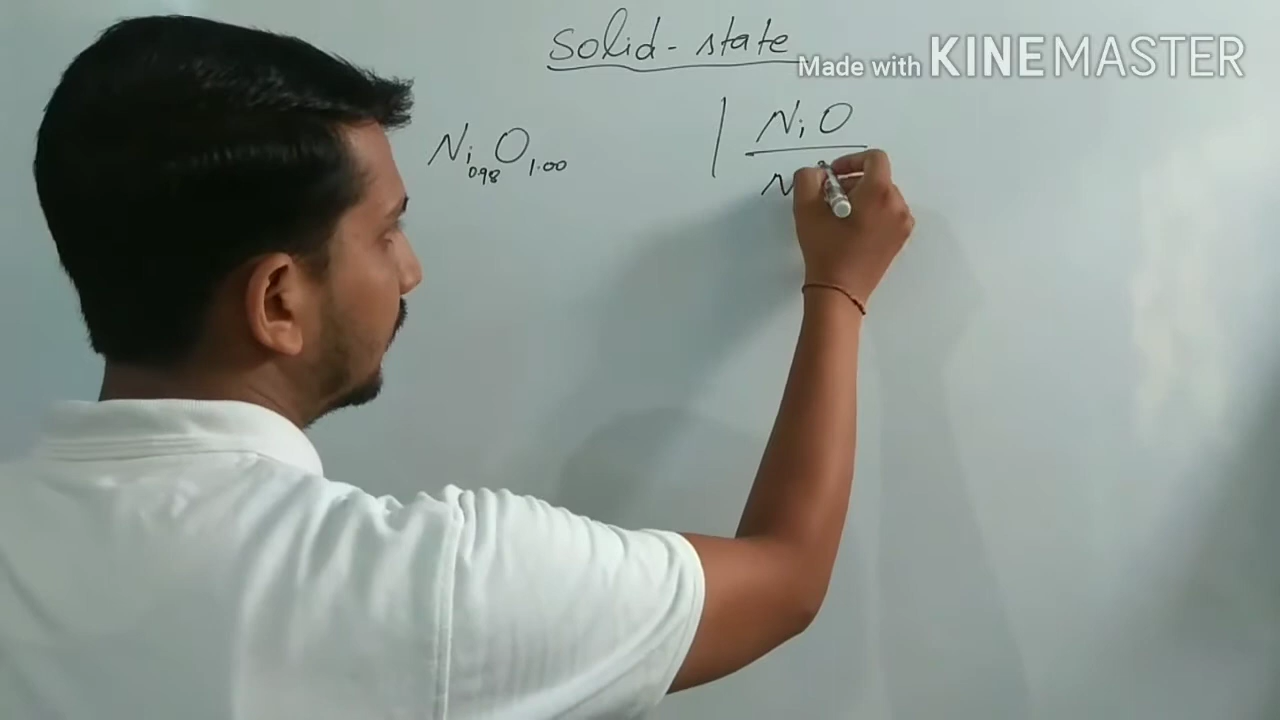 Solid-state
Made with KINEMASTER
Ni0.98O1.00
NiO
N